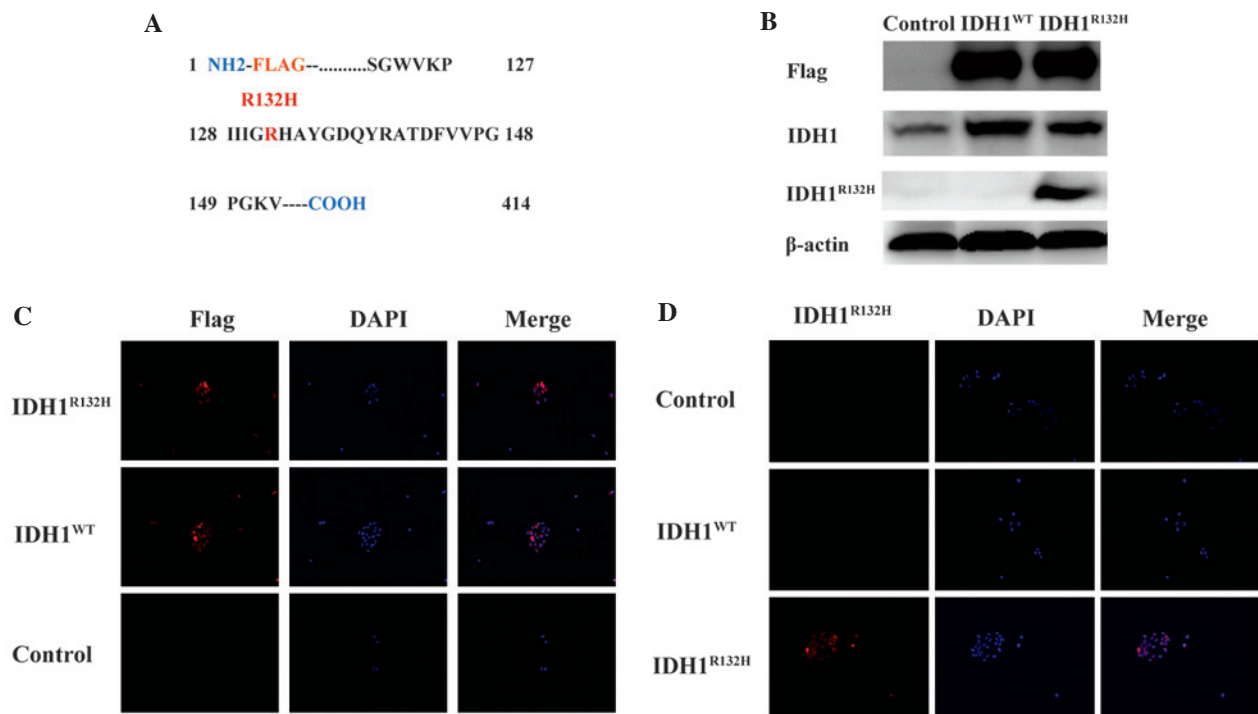 A
1 NH2-FLAG--..........SGWVKP 127
R132H
128 IIIGRHAYGDQYRATDFVVPG 148
149 PGKV----COOH 414
B
Control IDH1WT IDH1R132H
Flag
IDH1
IDH1R132H
β-actin
C
Flag DAPI Merge
IDH1R132H
IDH1WT
Control
D
IDH1R132H DAPI Merge
Control
IDH1WT
IDH1R132H